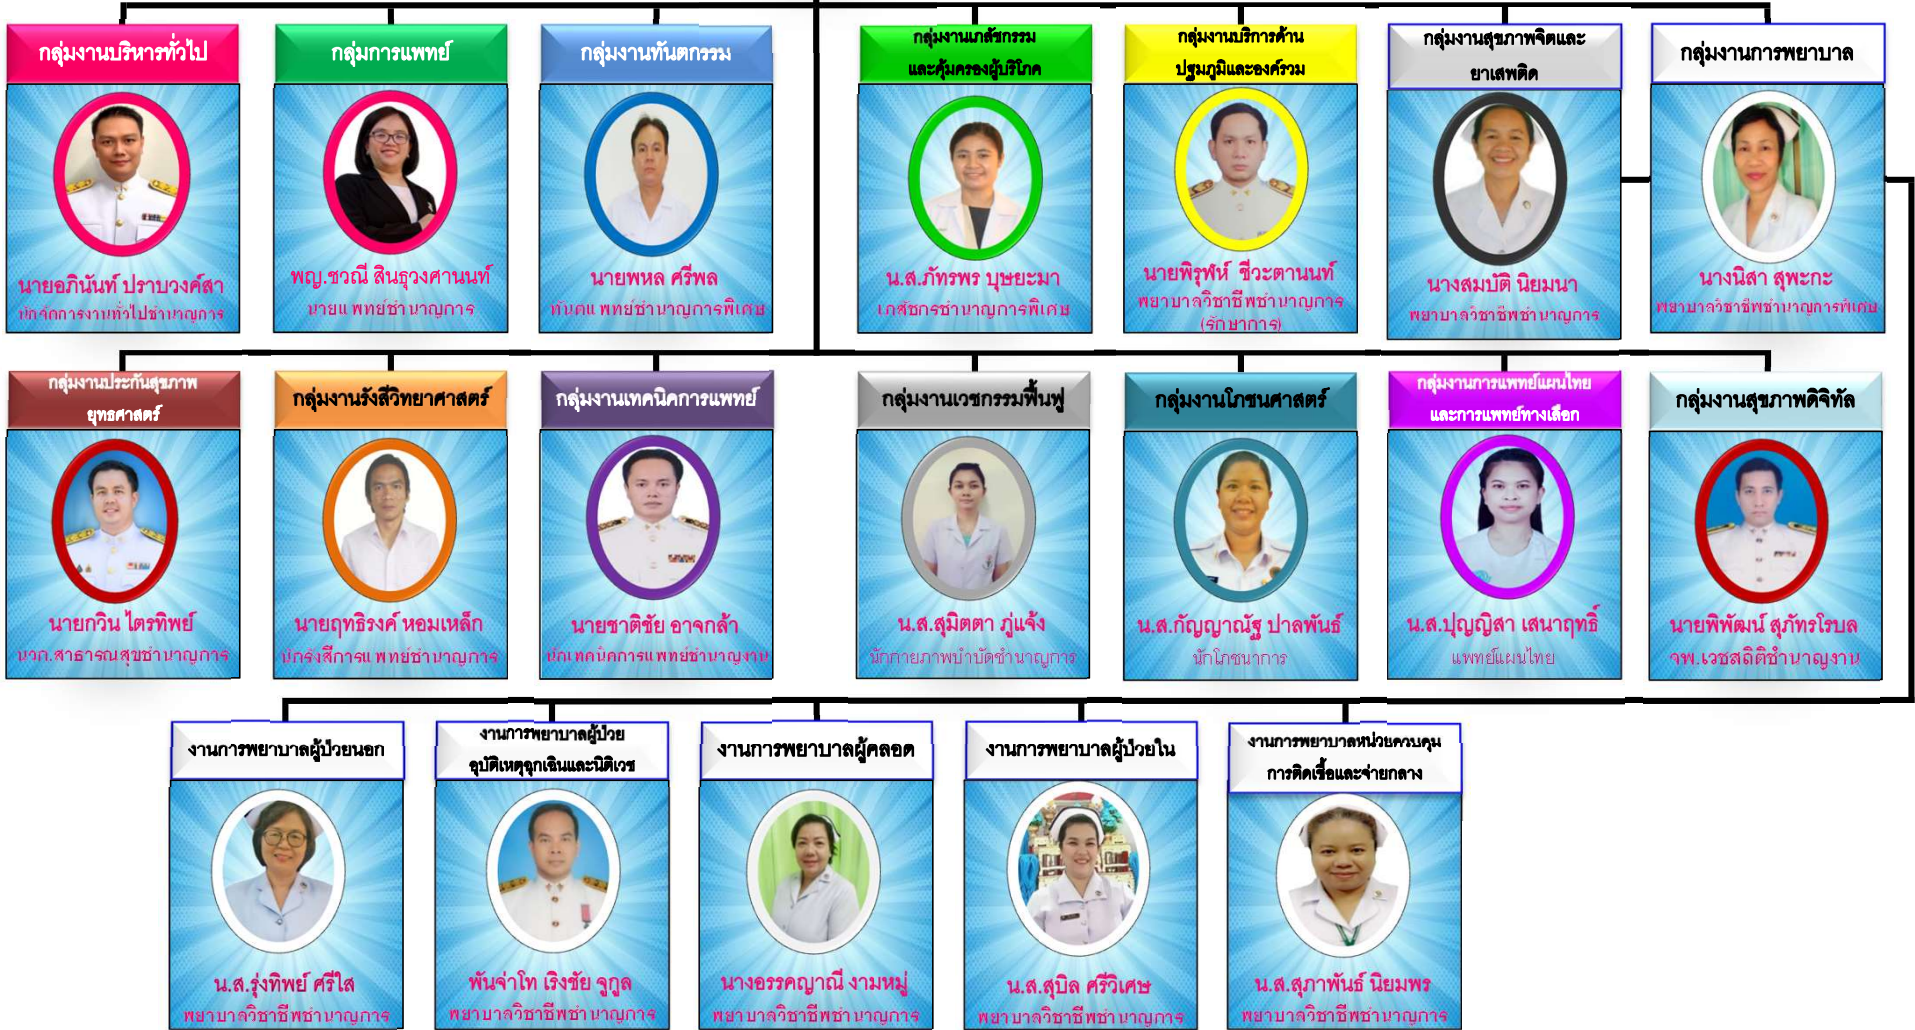 กลุ่มงานบริหารทั่วไป
นายอภินันท์ ปราบวงค์สา
นักจัดการงานทั่วไปชำนาญการ
กลุ่มการแพทย์
พญ.ชวณี สินธุวงศานนท์
นายแพทย์ชำนาญการ
กลุ่มงานทันตกรรม
นายพหล ศรีพล
ทันตแพทย์ชำนาญการพิเศษ
กลุ่มงานเภสัชกรรม
และคุ้มครองผู้บริโภค
น.ส.ภัทรพร บุษยะมา
เภสัชกรชำนาญการพิเศษ
กลุ่มงานบริการด้าน
ปฐมภูมิและองค์รวม
นายพิรุฬห์ ชีวะตานนท์
พยาบาลวิชาชีพชำนาญการ
(รักษาการ)
กลุ่มงานสุขภาพจิตและ
ยาเสพติด
นางสมบัติ นิยมนา
พยาบาลวิชาชีพชำนาญการ
กลุ่มงานการพยาบาล
นางนิสา สุพะกะ
พยาบาลวิชาชีพชำนาญการพิเศษ
กลุ่มงานประกันสุขภาพ
ยุทธศาสตร์
นายกวิน ไตรทิพย์
นวก.สาธารณสุขชำนาญการ
กลุ่มงานรังสีวิทยาศาสตร์
นายฤทธิรงค์ หอมเหล็ก
นักรังสีการแพทย์ชำนาญการ
กลุ่มงานเทคนิคการแพทย์
นายชาติชัย อาจกล้า
นักเทคนิคการแพทย์ชำนาญงาน
กลุ่มงานเวชกรรมฟื้นฟู
น.ส.สุมิตตา ภู่แจ้ง
นักกายภาพบำบัดชำนาญการ
กลุ่มงานโภชนศาสตร์
น.ส.กัญญาณัฐ ปาลพันธ์
นักโภชนาการ
กลุ่มงานการแพทย์แผนไทย
และการแพทย์ทางเลือก
น.ส.ปุญญิสา เสนาฤทธิ์
แพทย์แผนไทย
กลุ่มงานสุขภาพดิจิทัล
นายพิพัฒน์ สุภัทรโรบล
จพ.เวชสถิติชำนาญงาน
งานการพยาบาลผู้ป่วยนอก
น.ส.รุ่งทิพย์ ศรีใส
พยาบาลวิชาชีพชำนาญการ
งานการพยาบาลผู้ป่วย
อุบัติเหตุฉุกเฉินและนิติเวช
พันจ่าโท เริงชัย จูกูล
พยาบาลวิชาชีพชำนาญการ
งานการพยาบาลผู้คลอด
นางอรรคญาณี งามหมู่
พยาบาลวิชาชีพชำนาญการ
งานการพยาบาลผู้ป่วยใน
น.ส.สุบิล ศรีวิเศษ
พยาบาลวิชาชีพชำนาญการ
งานการพยาบาลหน่วยควบคุม
การติดเชื้อและจ่ายกลาง
น.ส.สุภาพันธ์ นิยมพร
พยาบาลวิชาชีพชำนาญการ